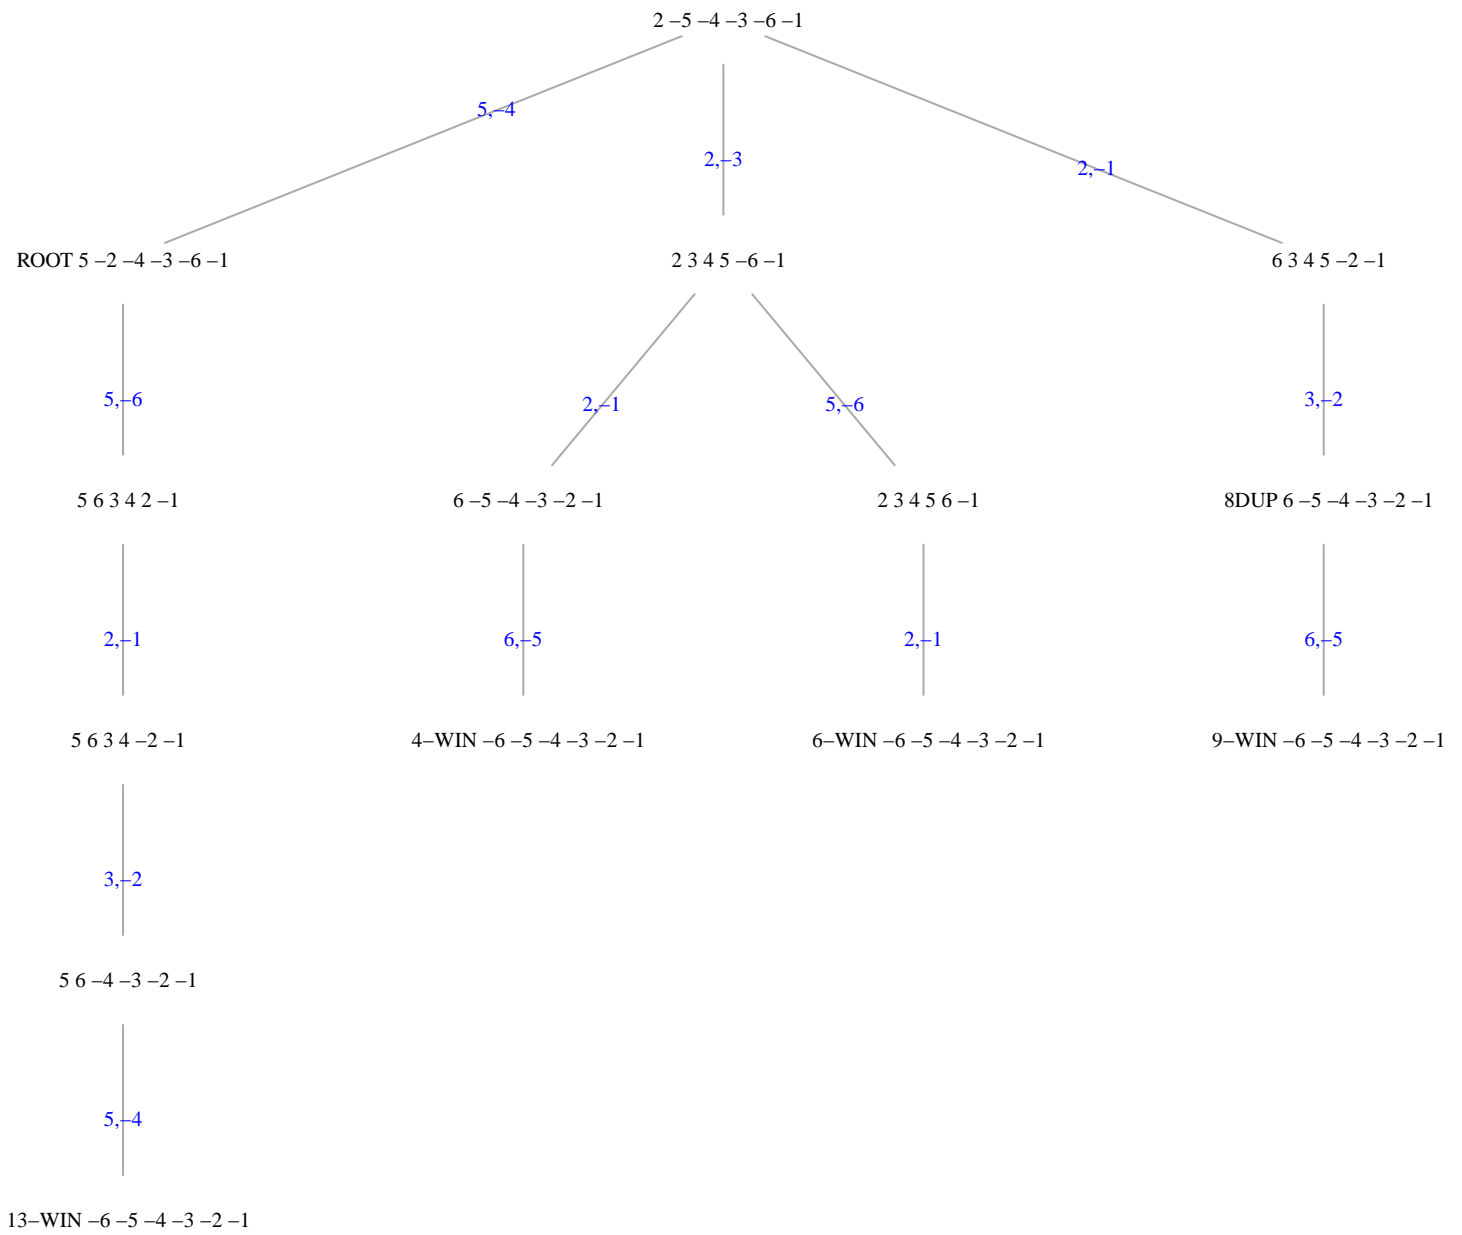 2 –5 –4 –3 –6 –1
5,–4
2,–3
2,–1
ROOT 5 –2 –4 –3 –6 –1
2 3 4 5 –6 –1
6 3 4 5 –2 –1
5,–6
2,–1
5,–6
3,–2
5 6 3 4 2 –1
6 –5 –4 –3 –2 –1
2 3 4 5 6 –1
8DUP 6 –5 –4 –3 –2 –1
2,–1
6,–5
2,–1
6,–5
5 6 3 4 –2 –1
4–WIN –6 –5 –4 –3 –2 –1
6–WIN –6 –5 –4 –3 –2 –1
9–WIN –6 –5 –4 –3 –2 –1
3,–2
5 6 –4 –3 –2 –1
5,–4
13–WIN –6 –5 –4 –3 –2 –1